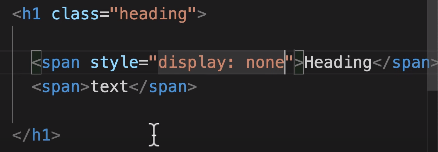 <h1 class="heading">
<span style="display: none">Heading</span>
<span>text</span>
</h1>